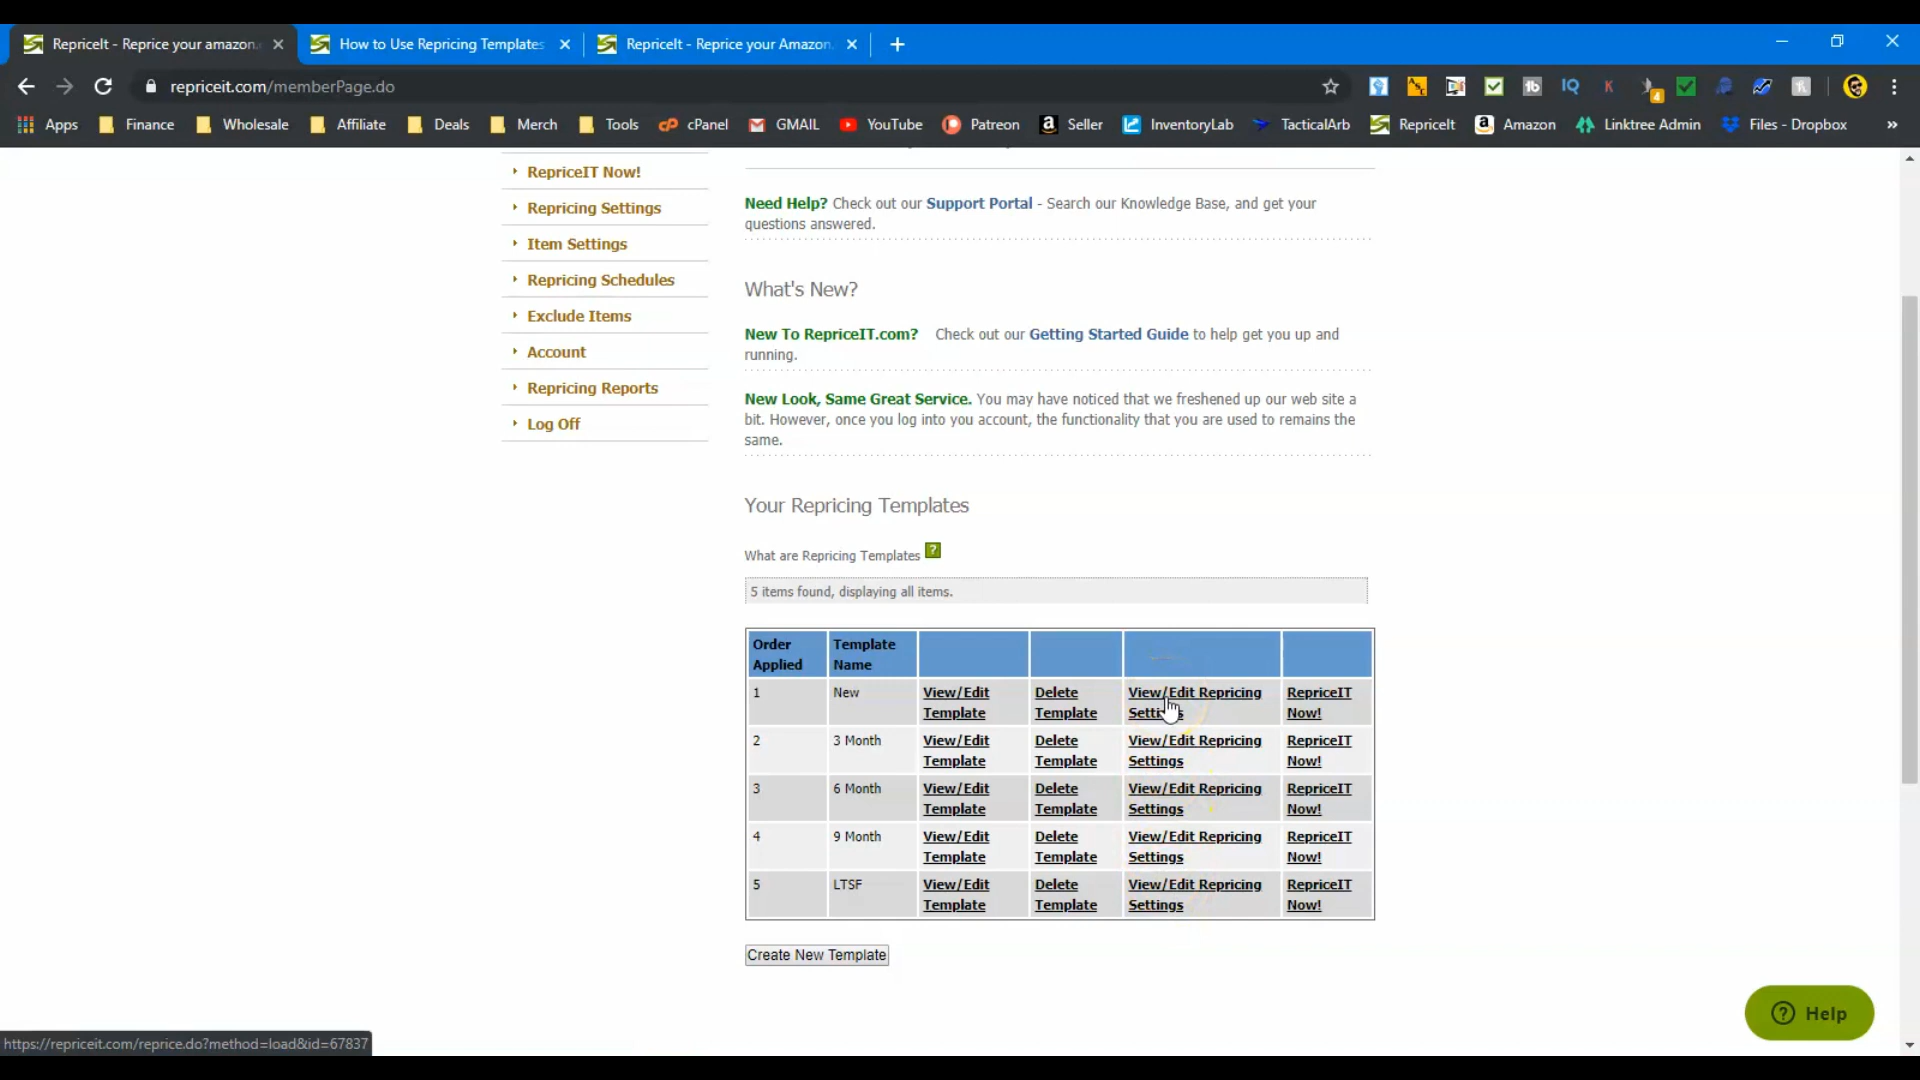 RepriceIt - Reprice your amazon.
How to Use Repricing Templates
RepriceIt - Reprice your Amazon.
repriceit.com/memberPage.do
Apps
Finance
Wholesale
Affiliate
Deals
Merch
Tools
cPanel
GMAIL
YouTube
Patreon
Seller
InventoryLab
TacticalArb
RepriceIt
Amazon
Linktree Admin
Files - Dropbox
»
RepriceIT Now!
Repricing Settings
Item Settings
Repricing Schedules
Exclude Items
Account
Repricing Reports
Log Off
Need Help? Check out our Support Portal - Search our Knowledge Base, and get your
questions answered.
What's New?
New To RepriceIT.com? Check out our Getting Started Guide to help get you up and
running.
New Look, Same Great Service. You may have noticed that we freshened up our web site a
bit. However, once you log into you account, the functionality that you are used to remains the
same.
Your Repricing Templates
What are Repricing Templates ?
5 items found, displaying all items.
Order Applied
Template Name
1 New View/Edit Template Delete Template View/Edit Repricing Settings RepriceIT Now!
2 3 Month View/Edit Template Delete Template View/Edit Repricing Settings RepriceIT Now!
3 6 Month View/Edit Template Delete Template View/Edit Repricing Settings RepriceIT Now!
4 9 Month View/Edit Template Delete Template View/Edit Repricing Settings RepriceIT Now!
5 LTSF View/Edit Template Delete Template View/Edit Repricing Settings RepriceIT Now!
Create New Template
? Help
https://repriceit.com/reprice.do?method=load&id=67837